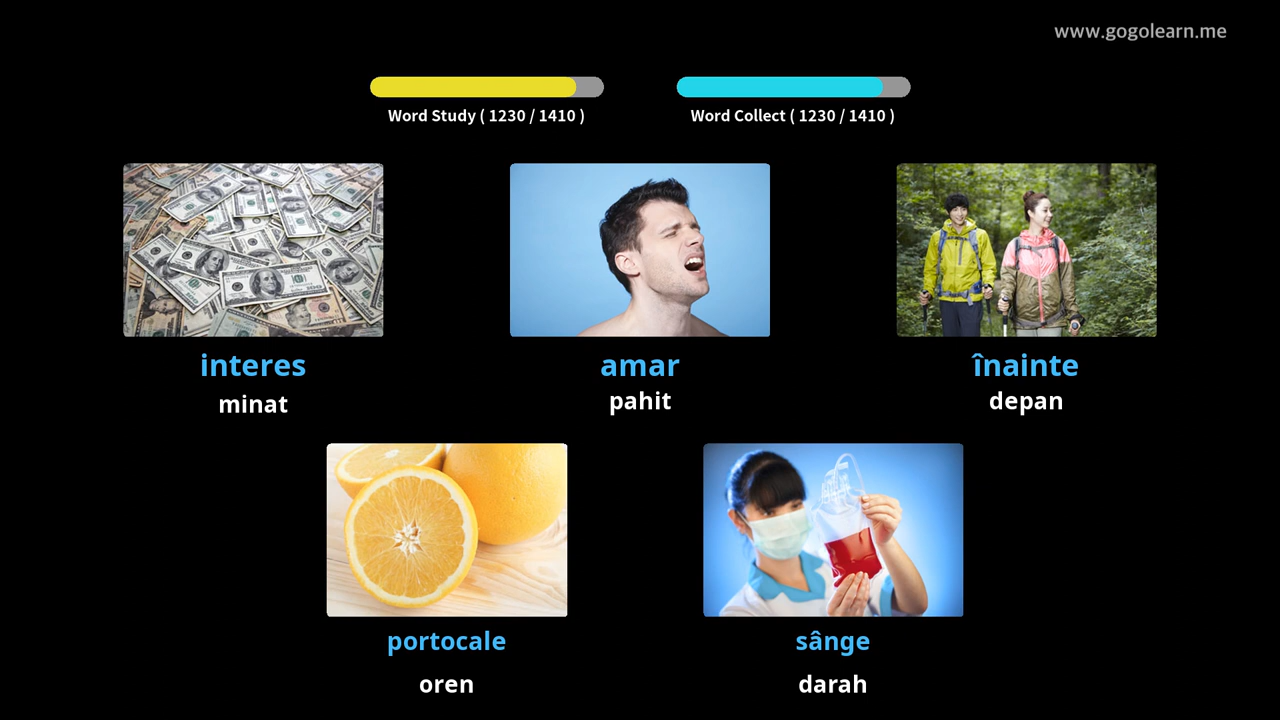 www.gogolearn.me
Word Study ( 1230 / 1410 )
Word Collect ( 1230 / 1410 )
interes
minat
amar
pahit
înainte
depan
portocale
oren
sânge
darah